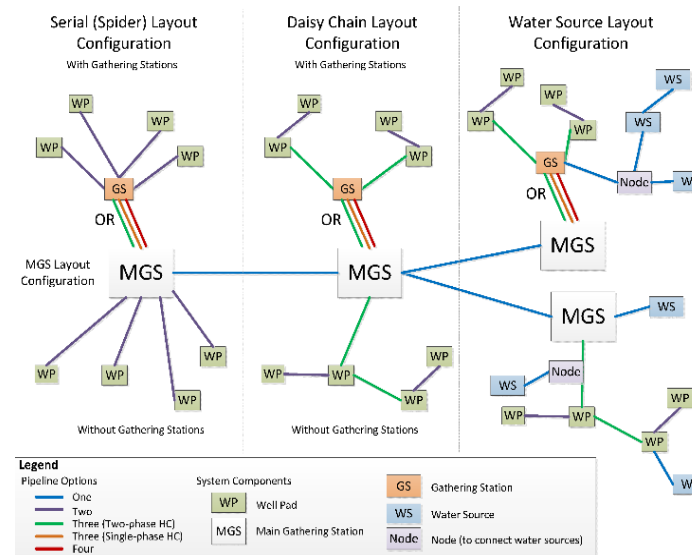 Serial (Spider) Layout
Configuration
With Gathering Stations
Daisy Chain Layout
Configuration
With Gathering Stations
Water Source Layout
Configuration
WP
WP
WP
WP
GS
OR
WP
WP
WP
WP
GS
OR
WP
WP
WP
WP
WS
WS
GS
Node
W
MGS Layout
Configuration
MGS
MGS
MGS
MGS
WS
WP
WP
WP
WP
WP
WP
WP
WP
Node
WS
WP
WP
WP
WP
W
Without Gathering Stations
Without Gathering Stations
Legend
Pipeline Options
One
Two
Three (Two-phase HC)
Three (Single-phase HC)
Four
System Components
WP Well Pad
MGS Main Gathering Station
GS Gathering Station
WS Water Source
Node Node (to connect water sources)